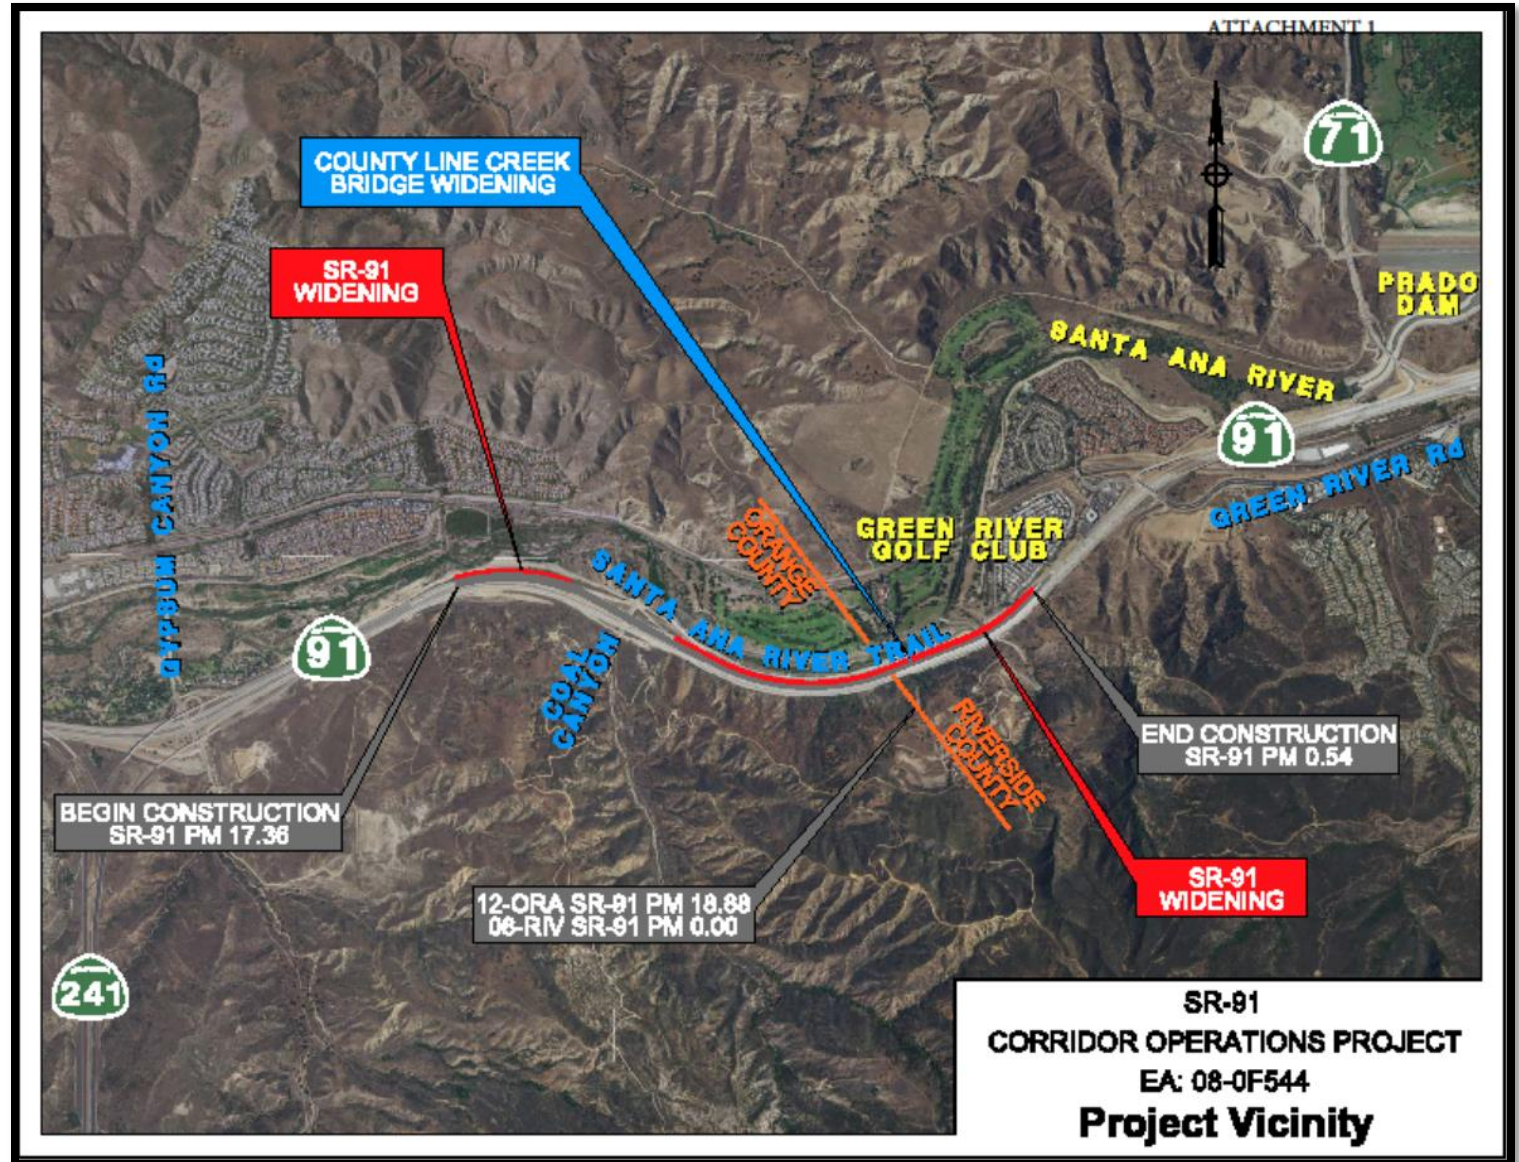 ATTACHMENT 1
71
COUNTY LINE CREEK
BRIDGE WIDENING
SR-91
WIDENING
PRADO
DAM
SANTA ANA RIVER
GYPSUM CANYON Rd
91
GREEN RIVER Rd
ORANGE
COUNTY
GREEN RIVER
GOLF CLUB
SANTA ANA RIVER TRAIL
91
COAL
CANYON
RIVERSIDE
COUNTY
END CONSTRUCTION
SR-91 PM 0.54
BEGIN CONSTRUCTION
SR-91 PM 17.36
12-ORA SR-91 PM 18.88
08-RIV SR-91 PM 0.00
SR-91
WIDENING
241
SR-91
CORRIDOR OPERATIONS PROJECT
EA: 08-0F544
Project Vicinity